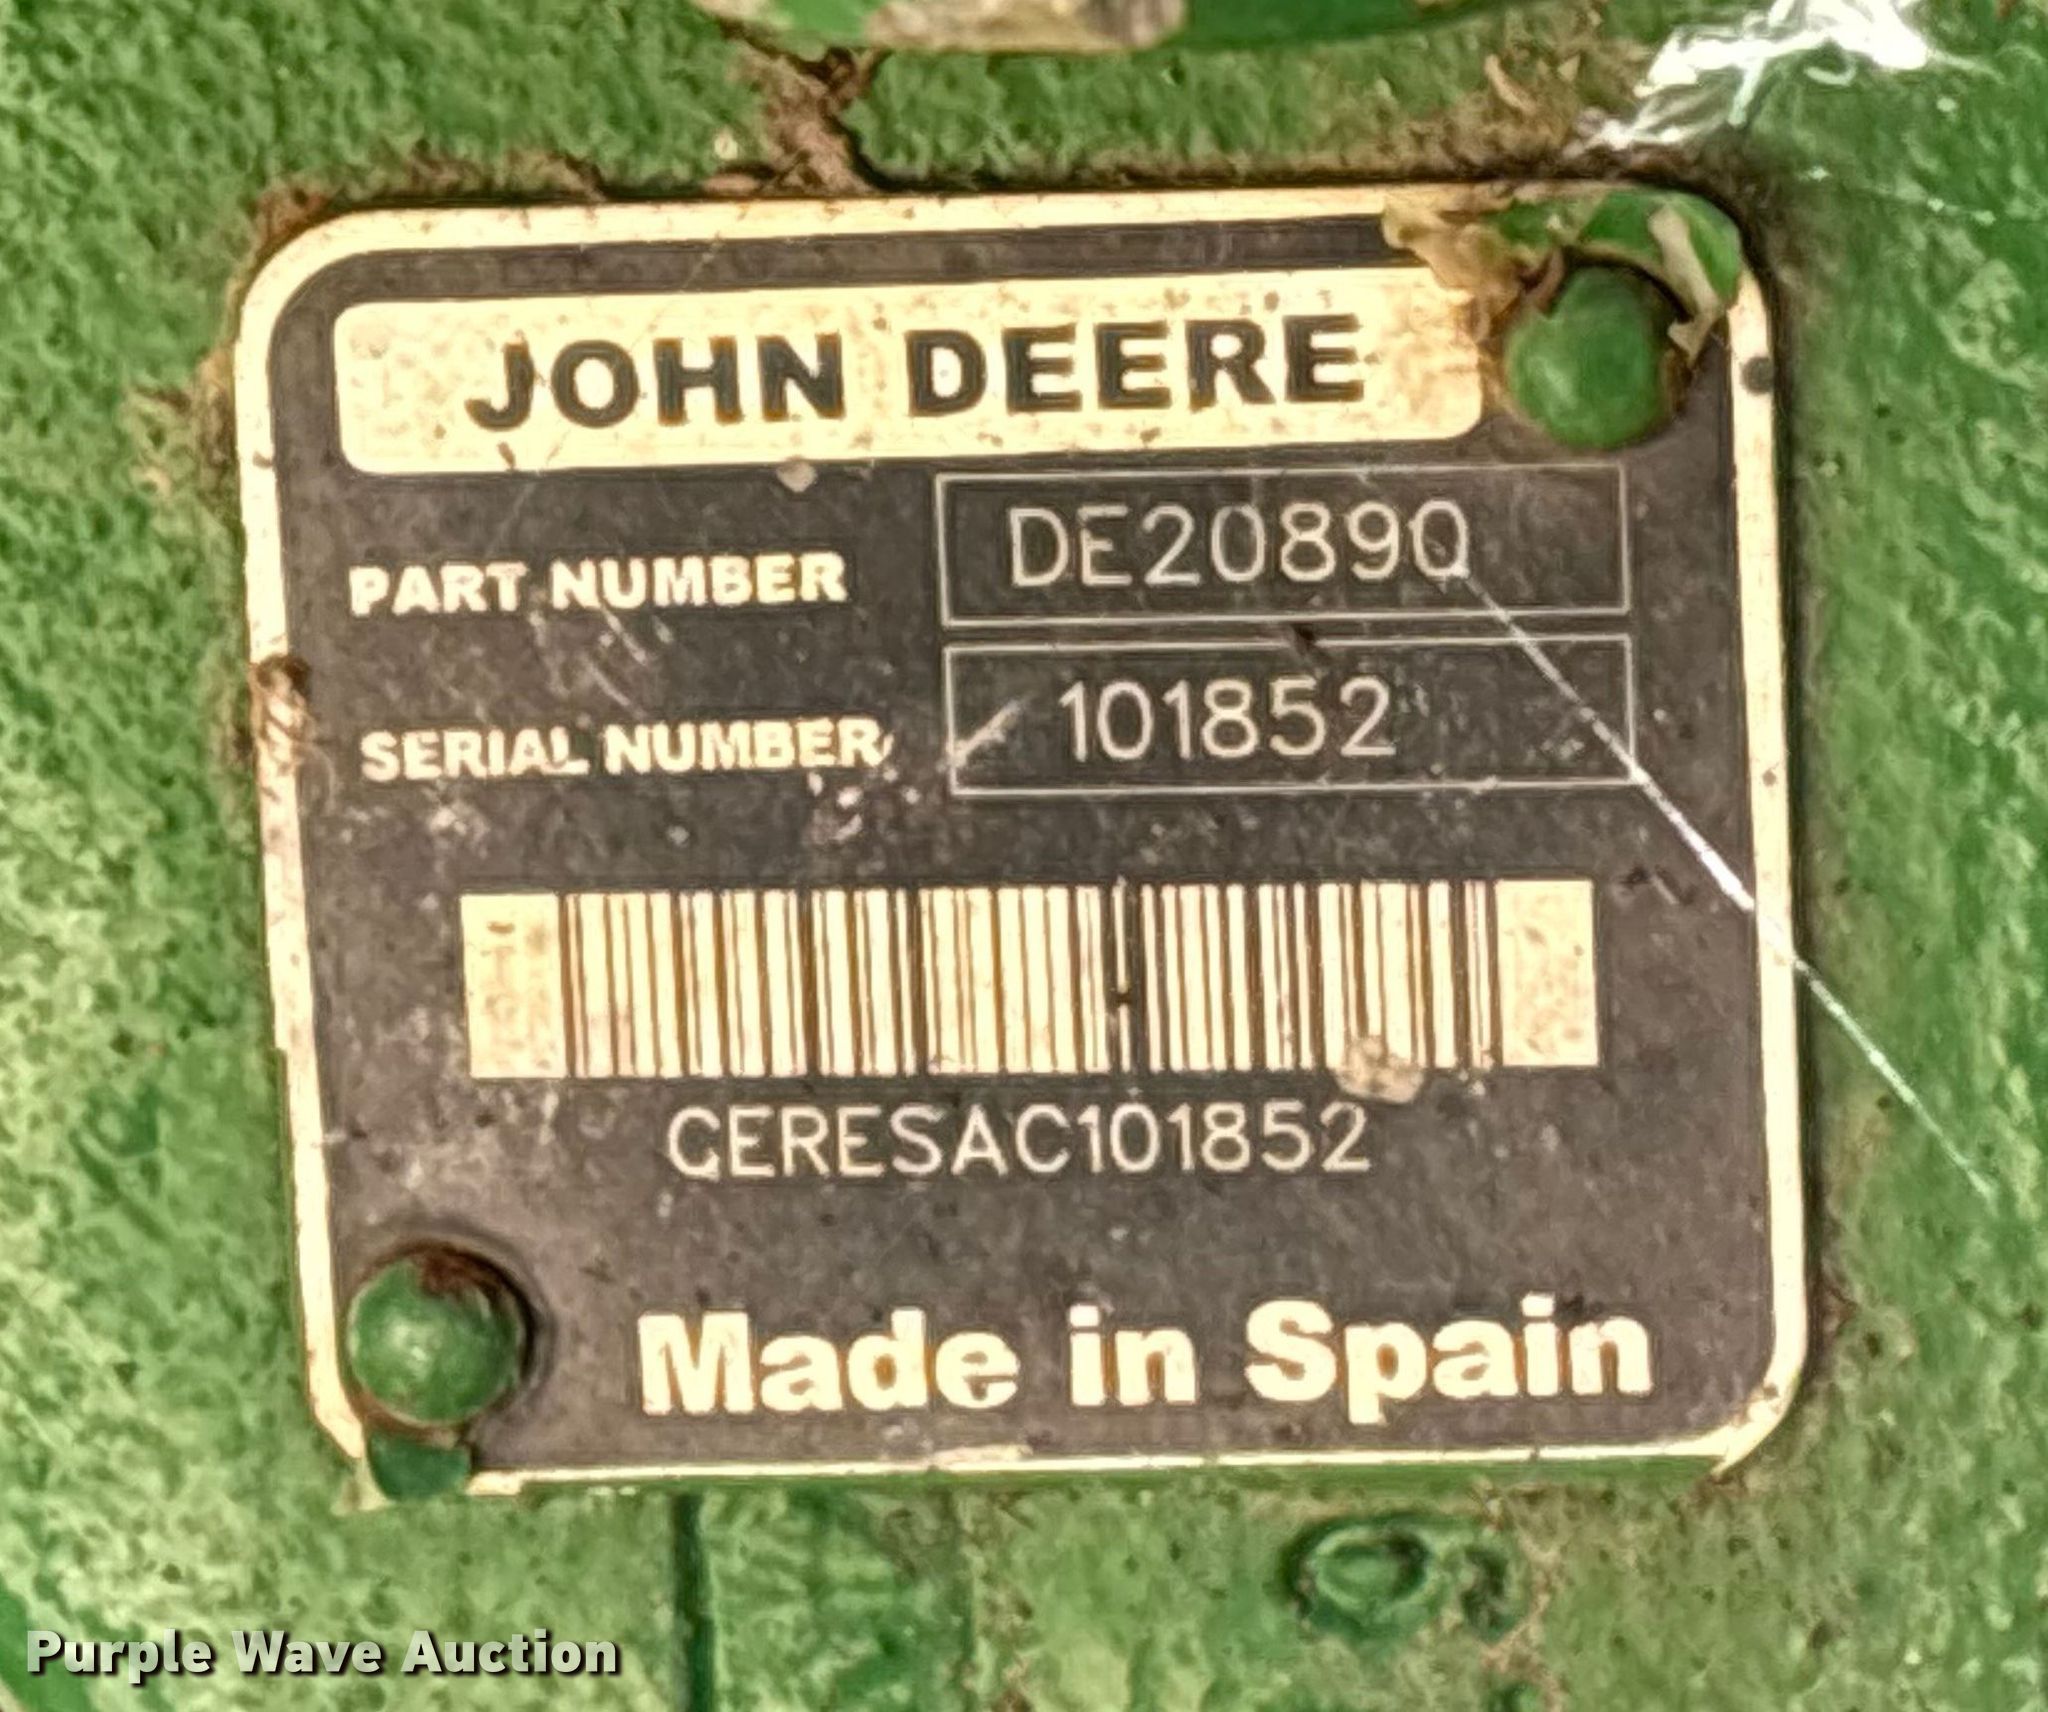 JOHN DEERE
PART NUMBER DE20890
SERIAL NUMBER 101852
CERESAC101852
Made in Spain
Purple Wave Auction